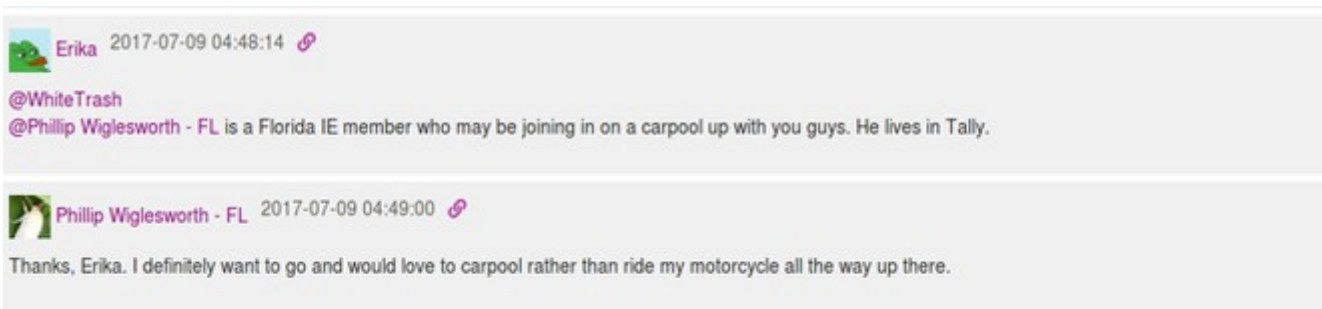 Erika 2017-07-09 04:48:14
@WhiteTrash
@Phillip Wiglesworth - FL is a Florida IE member who may be joining in on a carpool up with you guys. He lives in Tally.
Phillip Wiglesworth - FL 2017-07-09 04:49:00
Thanks, Erika. I definitely want to go and would love to carpool rather than ride my motorcycle all the way up there.